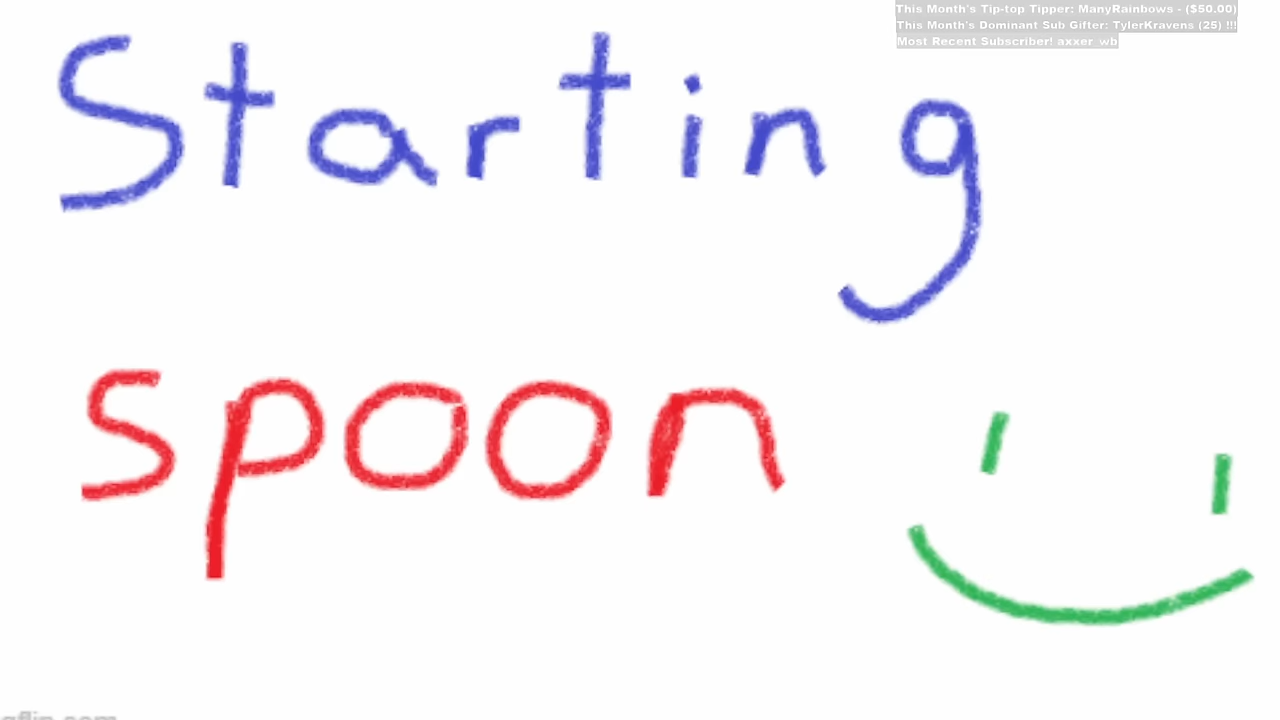 This Month's Tip-top Tipper: ManyRainbows - ($50.00)
This Month's Dominant Sub Gifter: TylerKravens (25) !!!
Most Recent Subscriber! axxer_wb
Starting
spoon